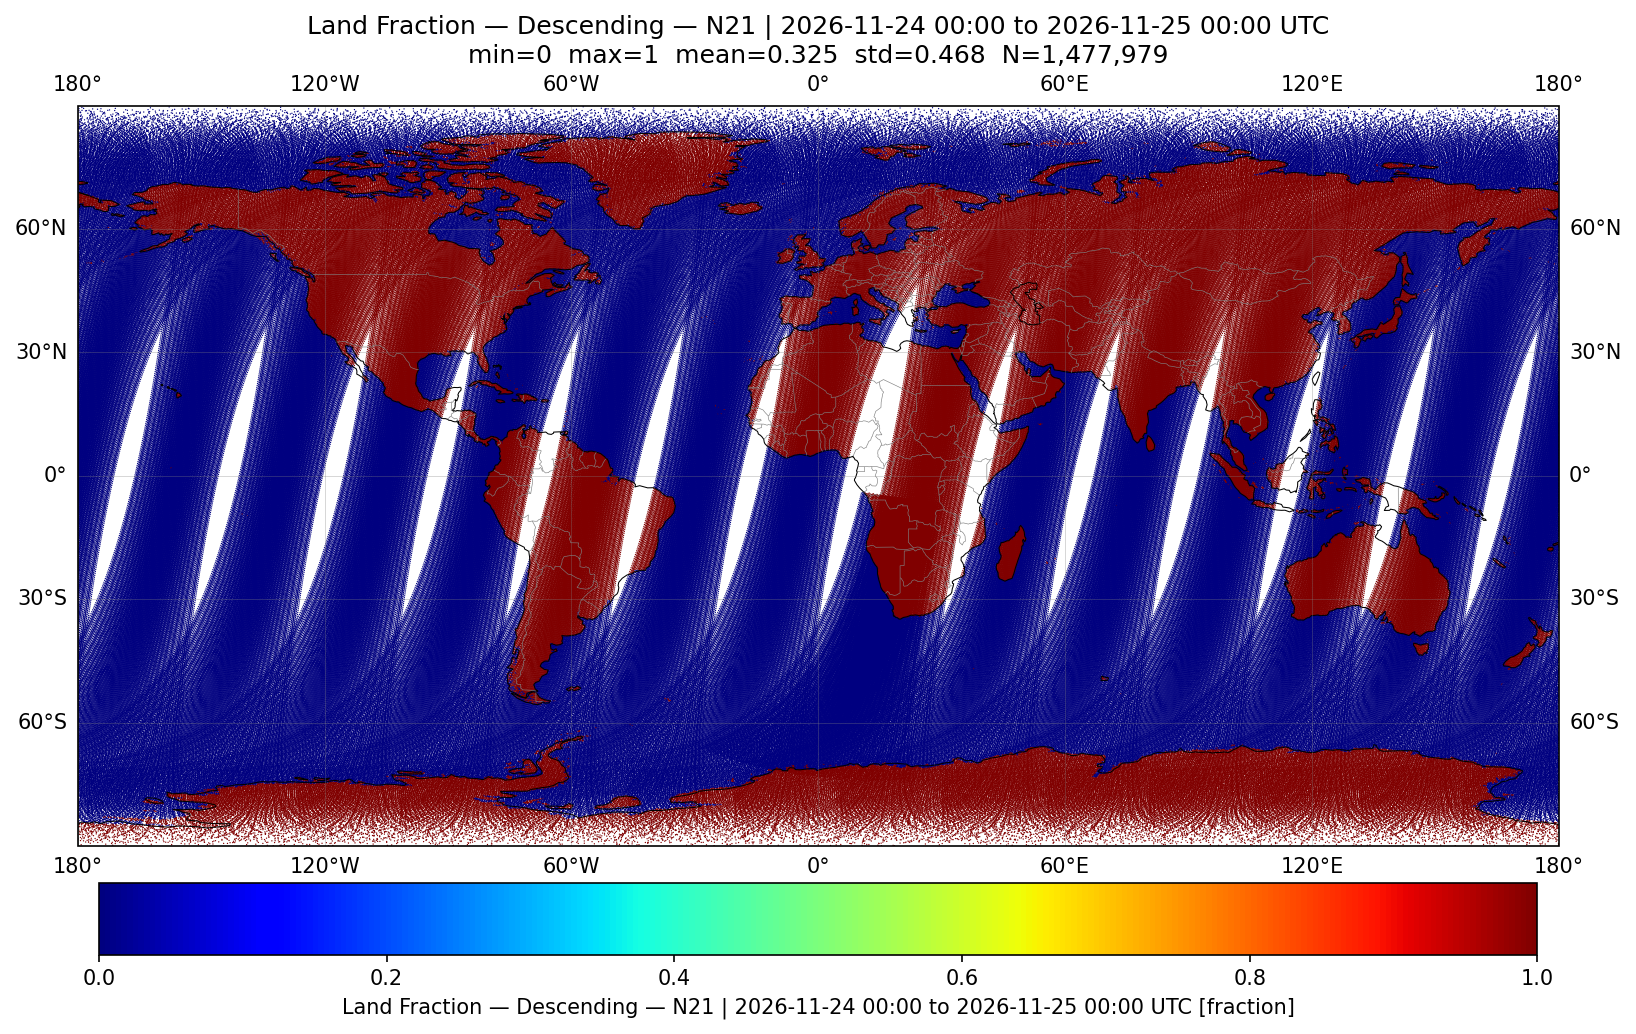 Land Fraction — Descending — N21 | 2026-11-24 00:00 to 2026-11-25 00:00 UTC
min=0  max=1  mean=0.325  std=0.468  N=1,477,979
180° 120°W 60°W 0° 60°E 120°E 180°
60°N 60°N
30°N 30°N
0° 0°
30°S 30°S
60°S 60°S
180° 120°W 60°W 0° 60°E 120°E 180°
0.0 0.2 0.4 0.6 0.8 1.0
Land Fraction — Descending — N21 | 2026-11-24 00:00 to 2026-11-25 00:00 UTC [fraction]